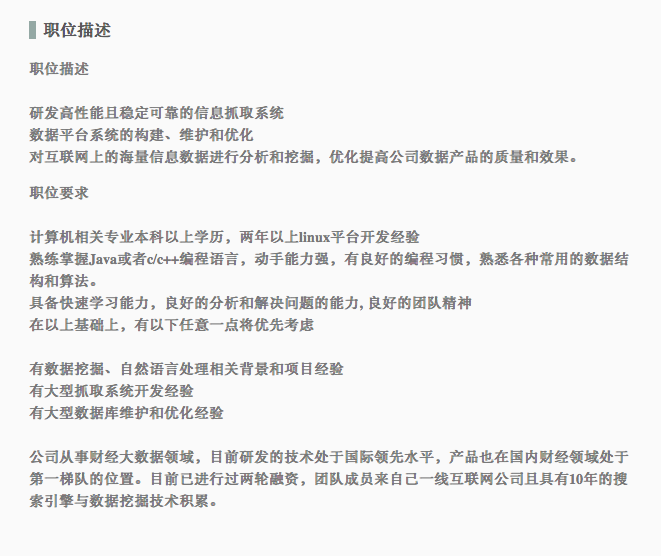 职位描述
职位描述
研发高性能且稳定可靠的信息抓取系统
数据平台系统的构建、维护和优化
对互联网上的海量信息数据进行分析和挖掘，优化提高公司数据产品的质量和效果。
职位要求
计算机相关专业本科以上学历，两年以上linux平台开发经验
熟练掌握Java或者c/c++编程语言，动手能力强，有良好的编程习惯，熟悉各种常用的数据结
构和算法。
具备快速学习能力，良好的分析和解决问题的能力, 良好的团队精神
在以上基础上，有以下任意一点将优先考虑
有数据挖掘、自然语言处理相关背景和项目经验
有大型抓取系统开发经验
有大型数据库维护和优化经验
公司从事财经大数据领域，目前研发的技术处于国际领先水平，产品也在国内财经领域处于
第一梯队的位置。目前已进行过两轮融资，团队成员来自己一线互联网公司且具有10年的搜
索引擎与数据挖掘技术积累。